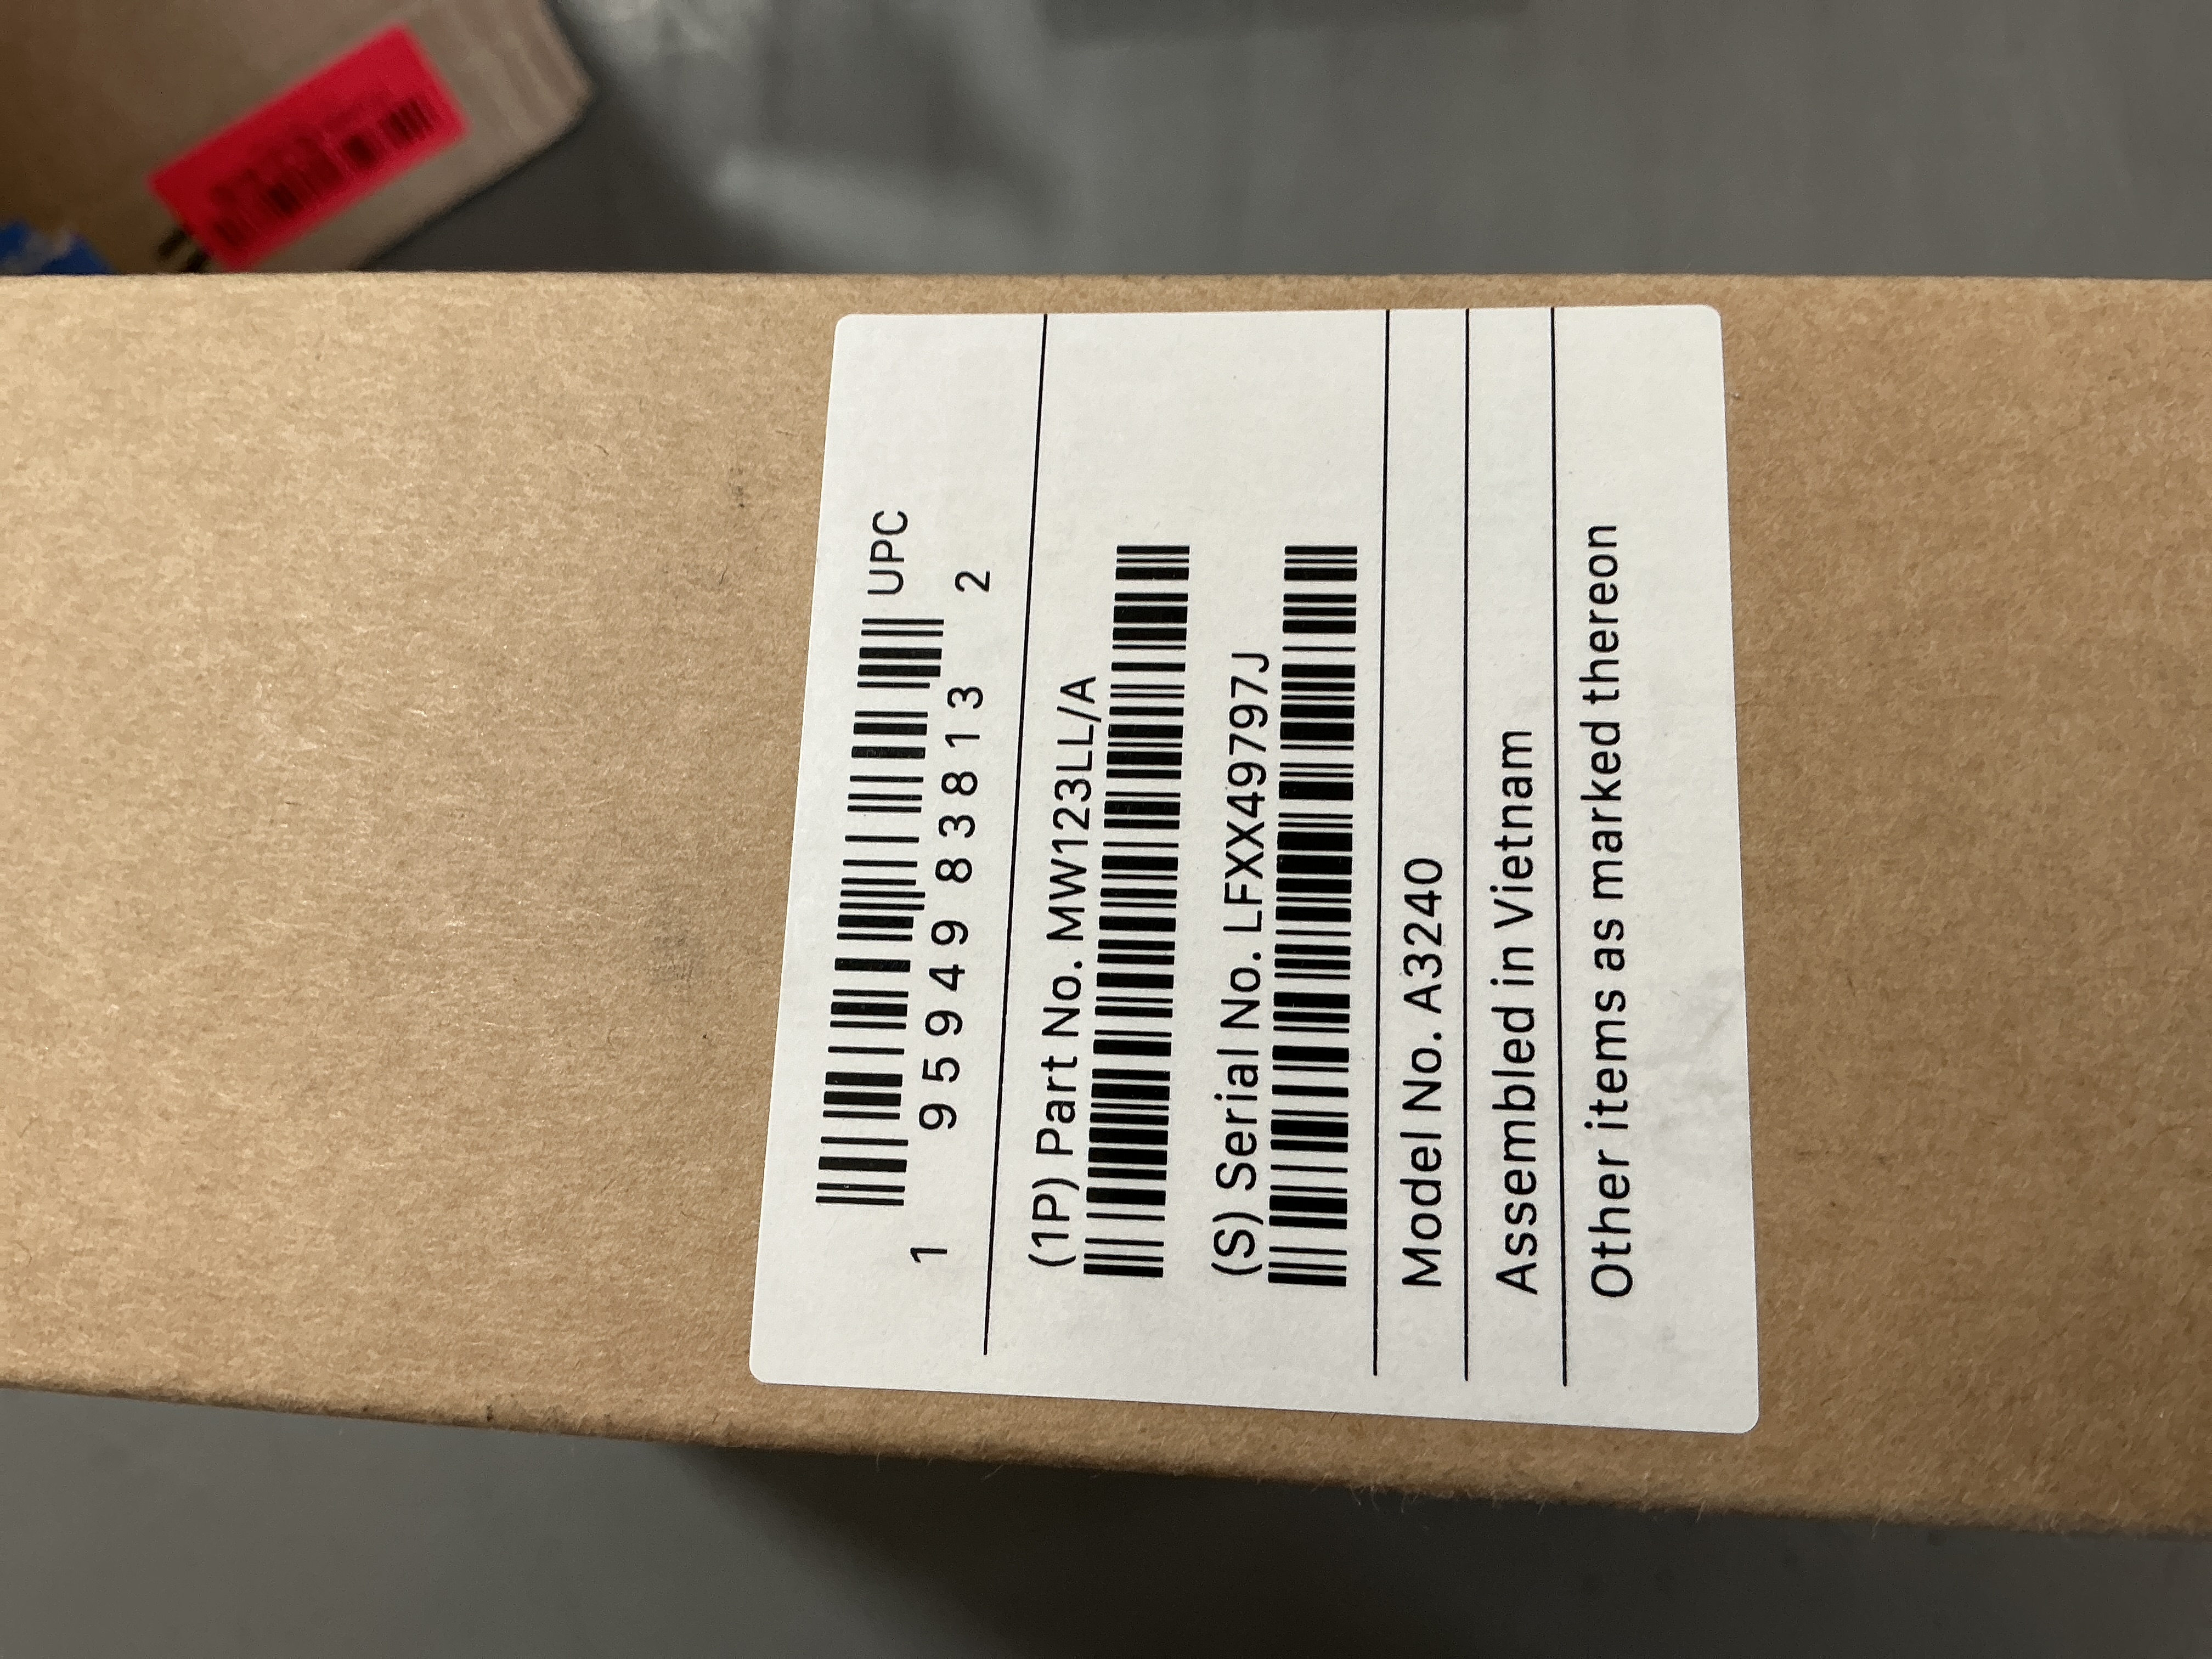 UPC
1 95949 83813 2
(1P) Part No. MW123LL/A
(S) Serial No. LFXX49797J
Model No. A3240
Assembled in Vietnam
Other items as marked thereon